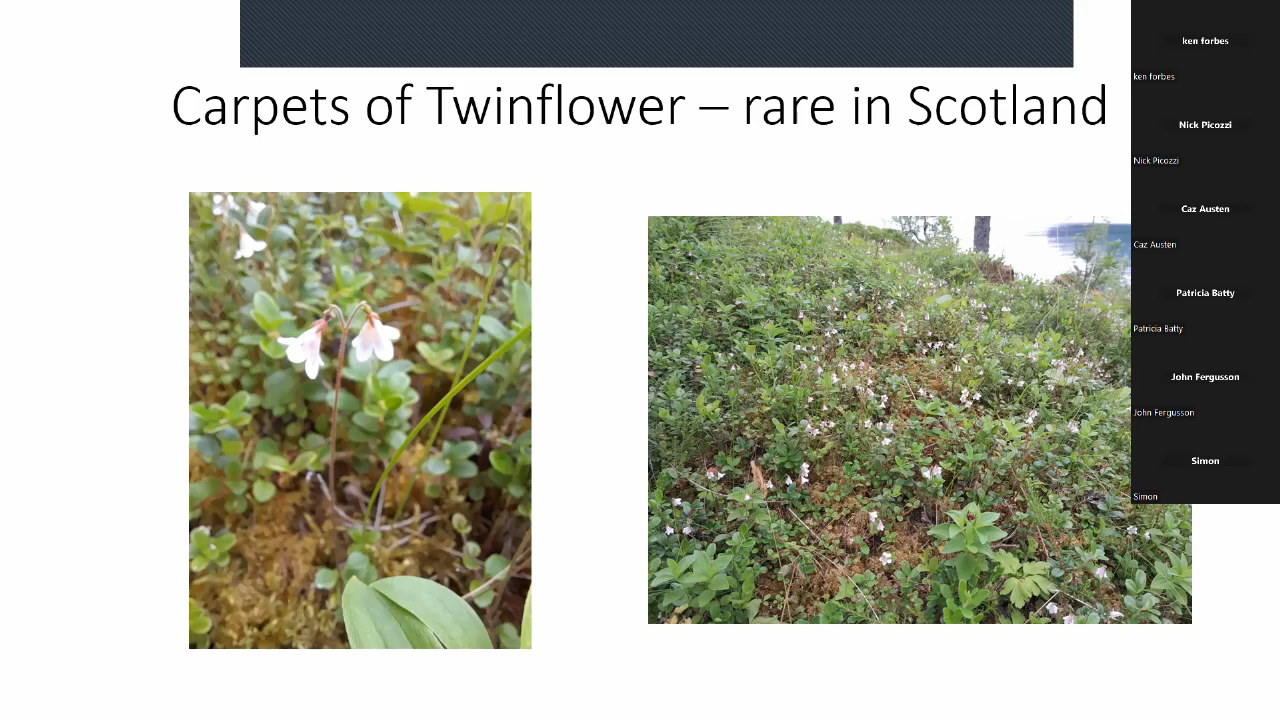 Carpets of Twinflower – rare in Scotland
ken forbes
ken forbes
Nick Picozzi
Nick Picozzi
Caz Austen
Caz Austen
Patricia Batty
Patricia Batty
John Fergusson
John Fergusson
Simon
Simon